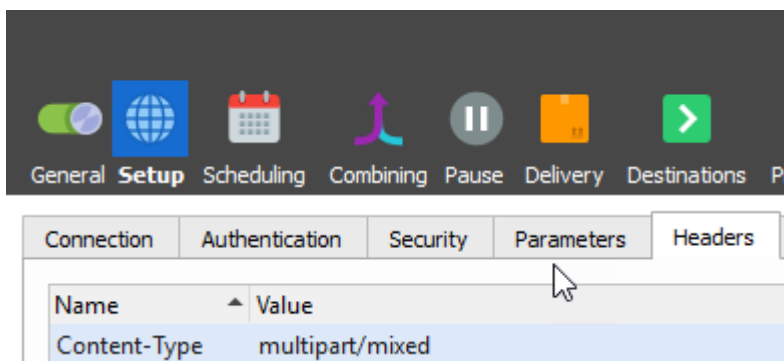 General Setup Scheduling Combining Pause Delivery Destinations
Connection Authentication Security Parameters Headers
Name Value
Content-Type multipart/mixed